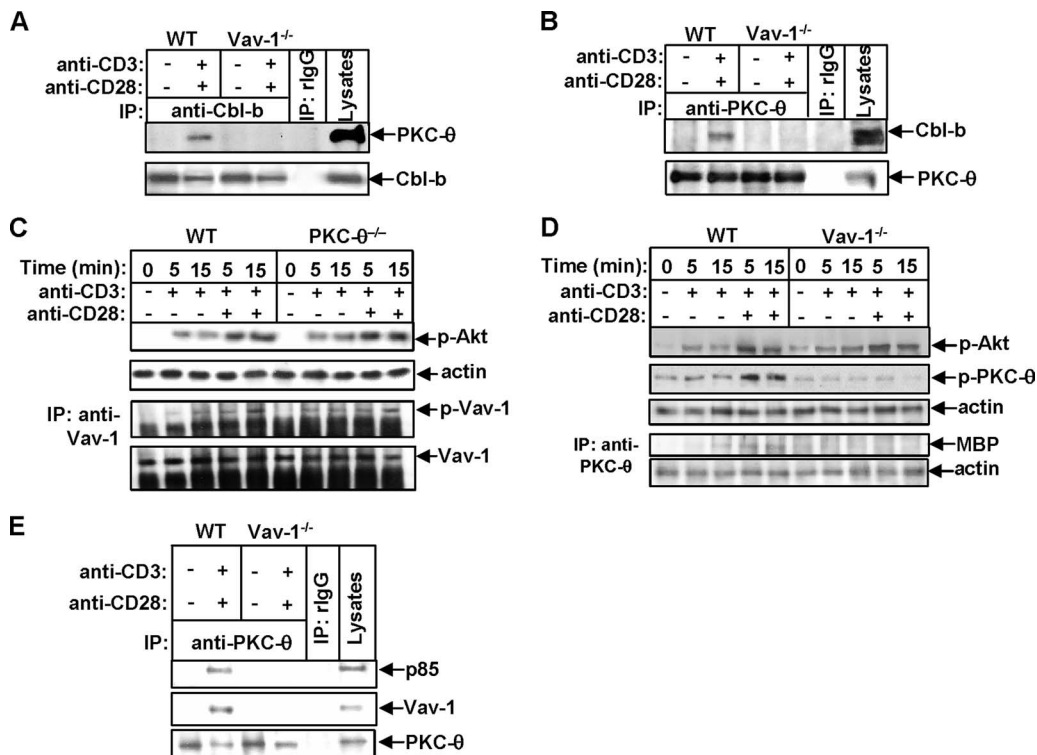 A
WT Vav-1⁻/⁻
anti-CD3: - + - +
anti-CD28: - + - +
IP: anti-Cbl-b IP: rIgG Lysates
PKC-θ
Cbl-b
B
WT Vav-1⁻/⁻
anti-CD3: - + - +
anti-CD28: - + - +
IP: anti-PKC-θ IP: rIgG Lysates
Cbl-b
PKC-θ
C
WT PKC-θ⁻/⁻
Time (min): 0 5 15 5 15 0 5 15 5 15
anti-CD3: - + + + + - + + + +
anti-CD28: - - - + + - - - + +
p-Akt
actin
IP: anti-Vav-1
p-Vav-1
Vav-1
D
WT Vav-1⁻/⁻
Time (min): 0 5 15 5 15 0 5 15 5 15
anti-CD3: - + + + + - + + + +
anti-CD28: - - - + + - - - + +
p-Akt
p-PKC-θ
actin
IP: anti-PKC-θ
MBP
actin
E
WT Vav-1⁻/⁻
anti-CD3: - + - +
anti-CD28: - + - +
IP: anti-PKC-θ IP: rIgG Lysates
p85
Vav-1
PKC-θ